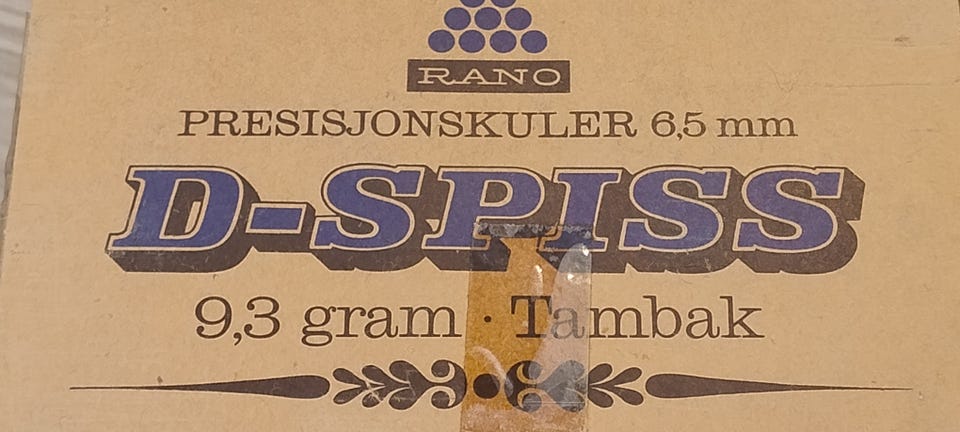 RANO
PRESISJONSKULER 6,5 mm
D-SPISS
9,3 gram · Tambak